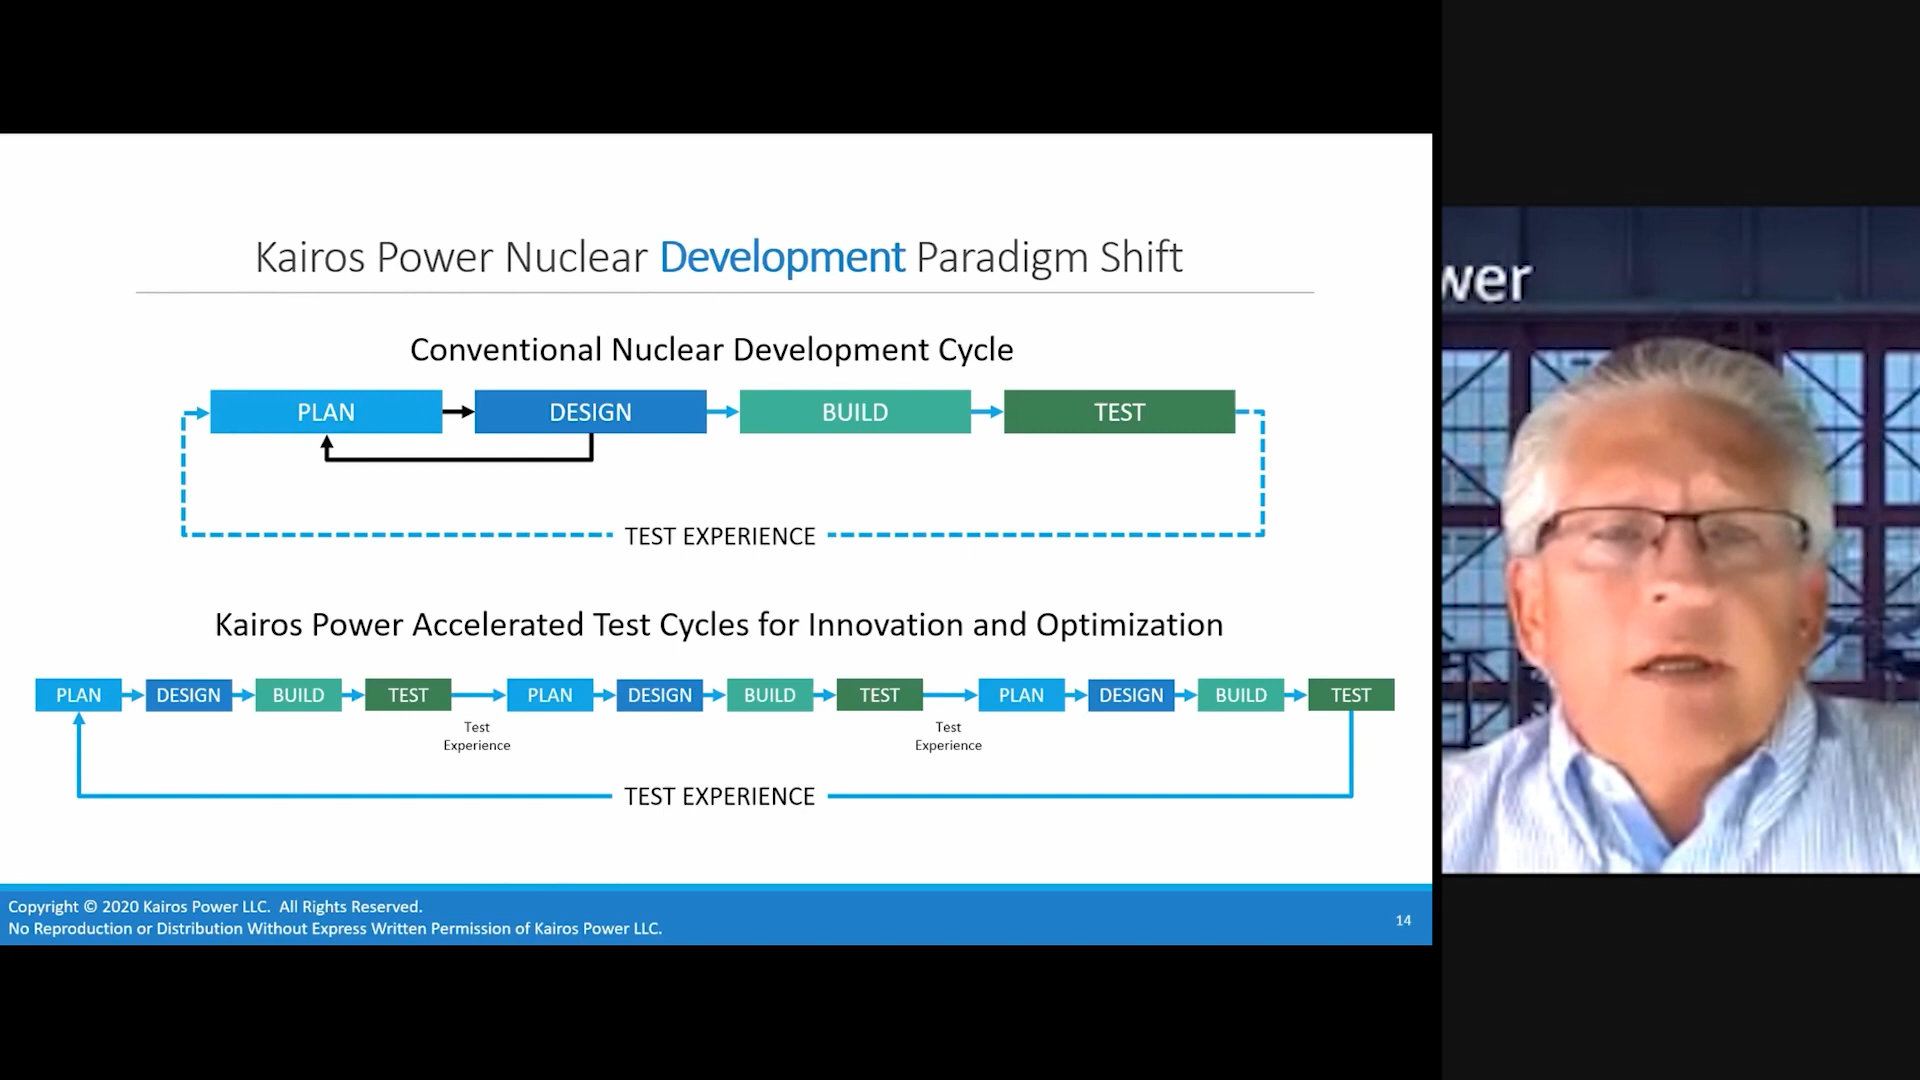 Kairos Power Nuclear Development Paradigm Shift
Conventional Nuclear Development Cycle
PLAN DESIGN BUILD TEST
TEST EXPERIENCE
Kairos Power Accelerated Test Cycles for Innovation and Optimization
PLAN DESIGN BUILD TEST PLAN DESIGN BUILD TEST PLAN DESIGN BUILD TEST
Test
Experience
Test
Experience
TEST EXPERIENCE
Copyright © 2020 Kairos Power LLC. All Rights Reserved.
No Reproduction or Distribution Without Express Written Permission of Kairos Power LLC.
14
wer